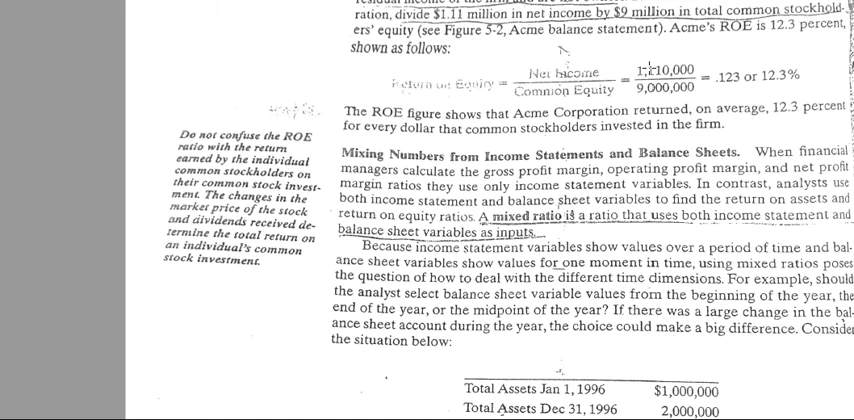 ration, divide $1.11 million in net income by $9 million in total common stockhold-
ers' equity (see Figure 5-2, Acme balance statement). Acme's ROE is 12.3 percent,
shown as follows:
Return on Equity = Net Income / Common Equity = 1,110,000 / 9,000,000 = .123 or 12.3%
The ROE figure shows that Acme Corporation returned, on average, 12.3 percent
for every dollar that common stockholders invested in the firm.
Do not confuse the ROE
ratio with the return
earned by the individual
common stockholders on
their common stock invest-
ment. The changes in the
market price of the stock
and dividends received de-
termine the total return on
an individual's common
stock investment.
Mixing Numbers from Income Statements and Balance Sheets. When financial
managers calculate the gross profit margin, operating profit margin, and net profit
margin ratios they use only income statement variables. In contrast, analysts use
both income statement and balance sheet variables to find the return on assets and
return on equity ratios. A mixed ratio is a ratio that uses both income statement and
balance sheet variables as inputs.
Because income statement variables show values over a period of time and bal-
ance sheet variables show values for one moment in time, using mixed ratios poses
the question of how to deal with the different time dimensions. For example, should
the analyst select balance sheet variable values from the beginning of the year, the
end of the year, or the midpoint of the year? If there was a large change in the bal-
ance sheet account during the year, the choice could make a big difference. Consider
the situation below:
Total Assets Jan 1, 1996 $1,000,000
Total Assets Dec 31, 1996 2,000,000